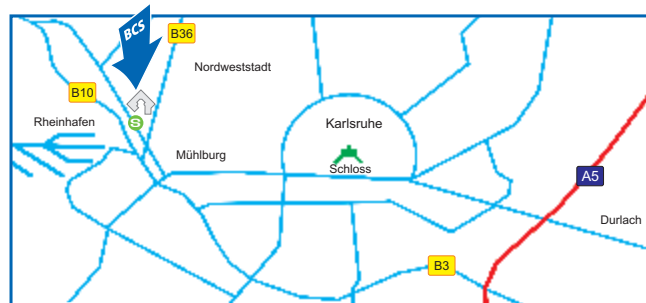 BCS
B36
Nordweststadt
B10
Rheinhafen
S
Karlsruhe
Mühlburg
Schloss
A5
Durlach
B3